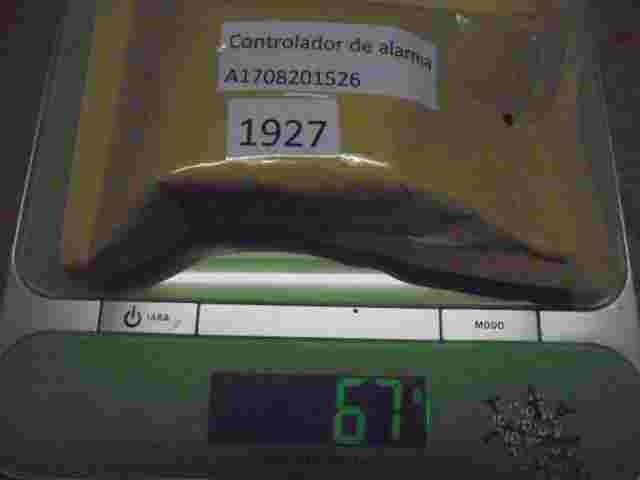 Controlador de alarma
A1708201526
1927
TARA
MODO
67